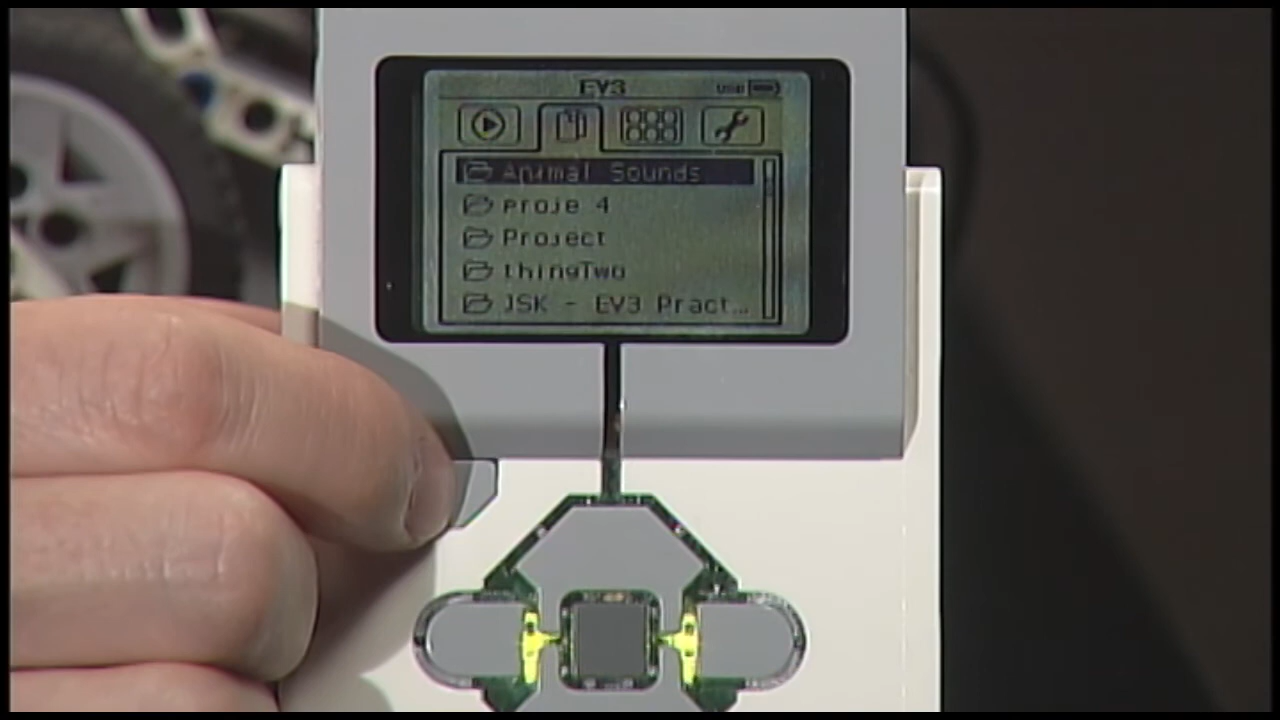 EV3 USB
Animal Sounds
Proje 4
Project
thingTwo
JSK - EV3 Pract...